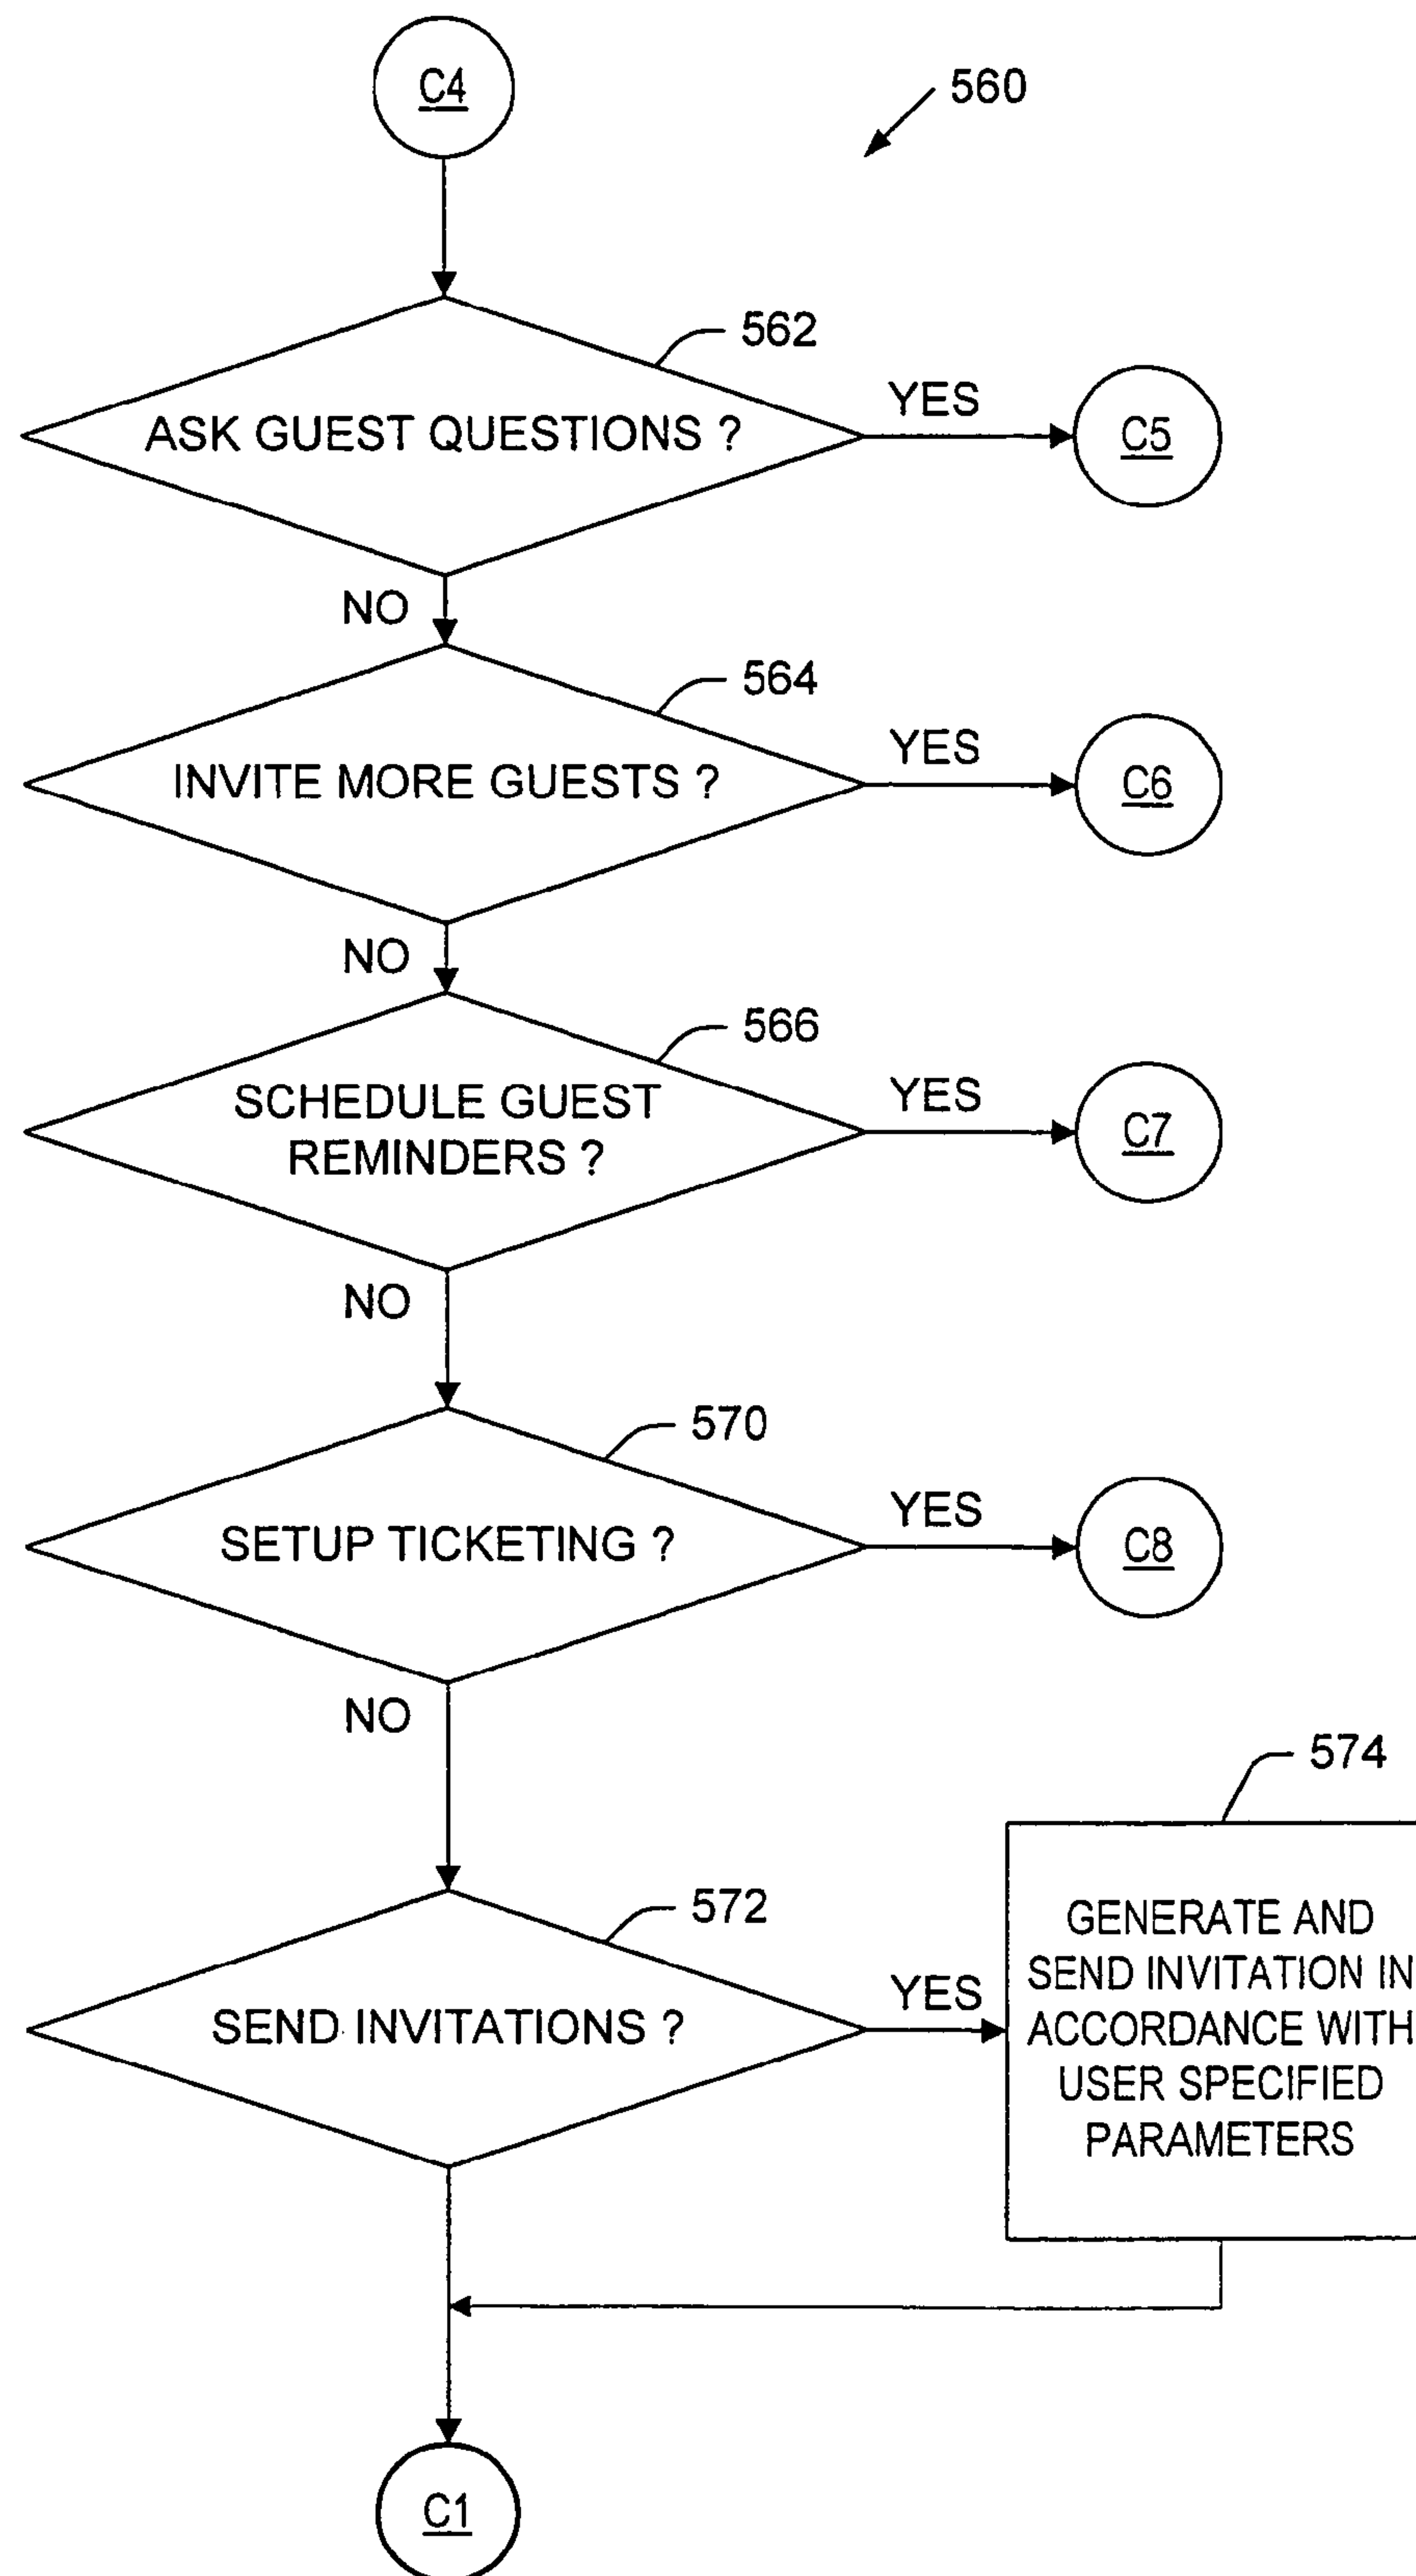 C4
560
562
ASK GUEST QUESTIONS ?
YES
C5
NO
564
INVITE MORE GUESTS ?
YES
C6
NO
566
SCHEDULE GUEST
REMINDERS ?
YES
C7
NO
570
SETUP TICKETING ?
YES
C8
NO
574
572
SEND INVITATIONS ?
YES
GENERATE AND
SEND INVITATION IN
ACCORDANCE WITH
USER SPECIFIED
PARAMETERS
C1